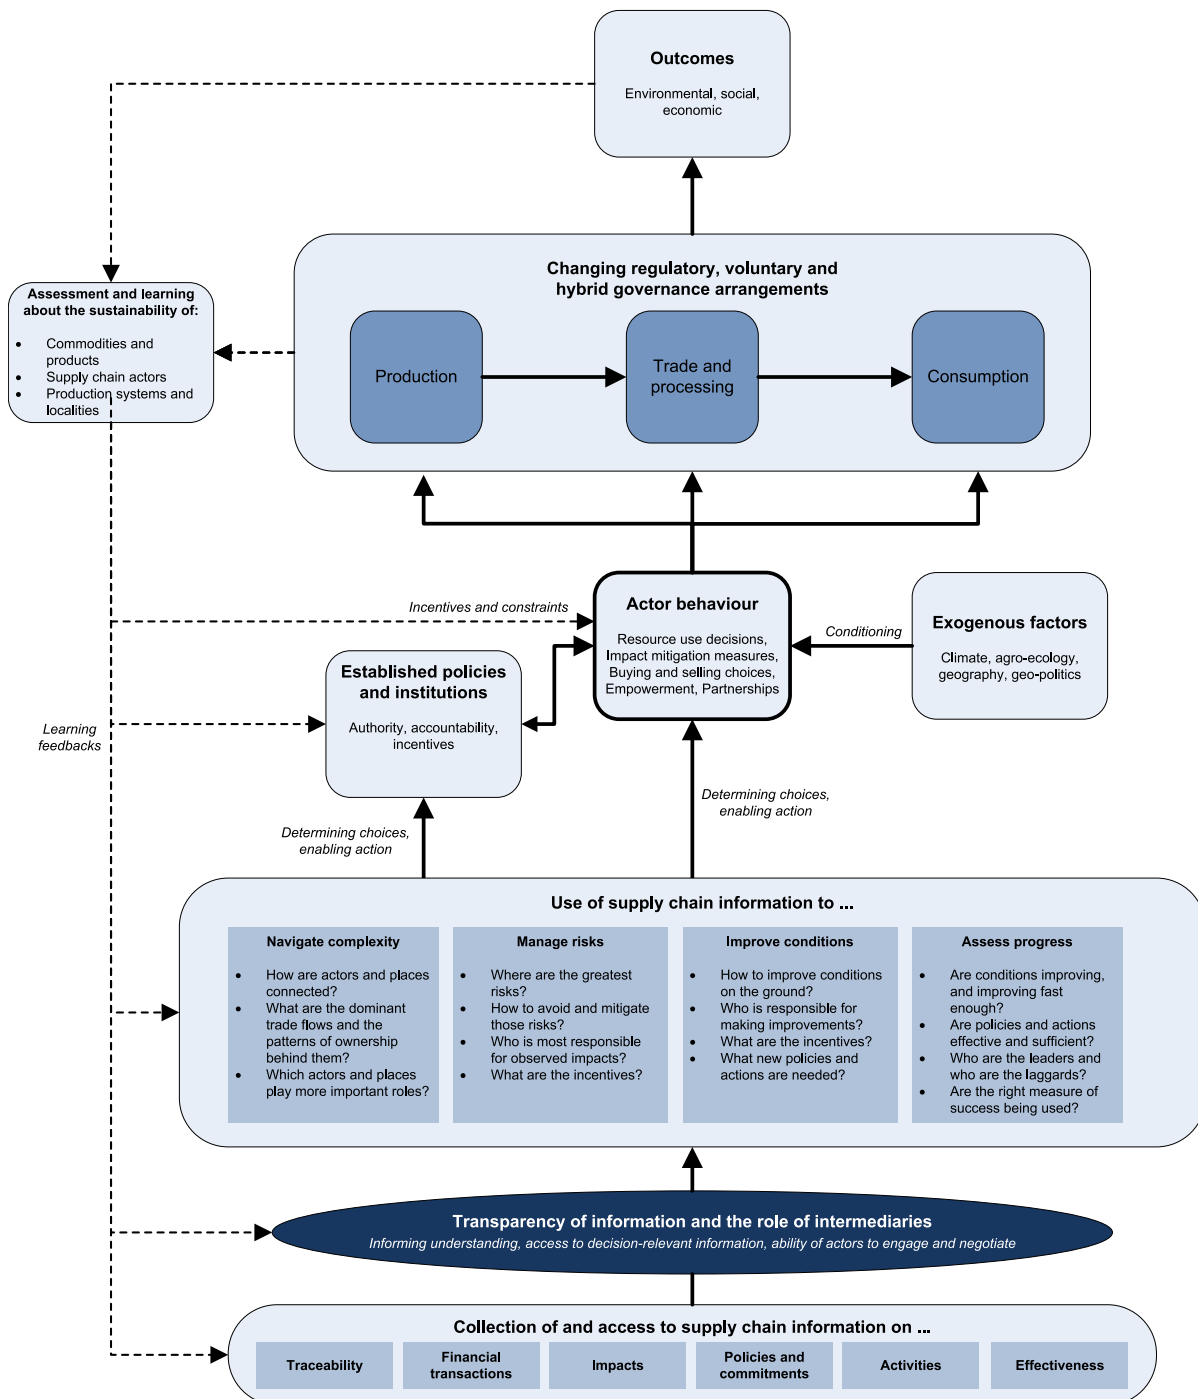 Outcomes
Environmental, social,
economic
Changing regulatory, voluntary and
hybrid governance arrangements
Production
Trade and
processing
Consumption
Assessment and learning
about the sustainability of:
• Commodities and
products
• Supply chain actors
• Production systems and
localities
Incentives and constraints
Actor behaviour
Resource use decisions,
Impact mitigation measures,
Buying and selling choices,
Empowerment, Partnerships
Conditioning
Exogenous factors
Climate, agro-ecology,
geography, geo-politics
Established policies
and institutions
Authority, accountability,
incentives
Learning
feedbacks
Determining choices,
enabling action
Determining choices,
enabling action
Use of supply chain information to ...
Navigate complexity
• How are actors and places
connected?
• What are the dominant
trade flows and the
patterns of ownership
behind them?
• Which actors and places
play more important roles?
Manage risks
• Where are the greatest
risks?
• How to avoid and mitigate
those risks?
• Who is most responsible
for observed impacts?
• What are the incentives?
Improve conditions
• How to improve conditions
on the ground?
• Who is responsible for
making improvements?
• What are the incentives?
• What new policies and
actions are needed?
Assess progress
• Are conditions improving,
and improving fast
enough?
• Are policies and actions
effective and sufficient?
• Who are the leaders and
who are the laggards?
• Are the right measure of
success being used?
Transparency of information and the role of intermediaries
Informing understanding, access to decision-relevant information, ability of actors to engage and negotiate
Collection of and access to supply chain information on ...
Traceability
Financial
transactions
Impacts
Policies and
commitments
Activities
Effectiveness